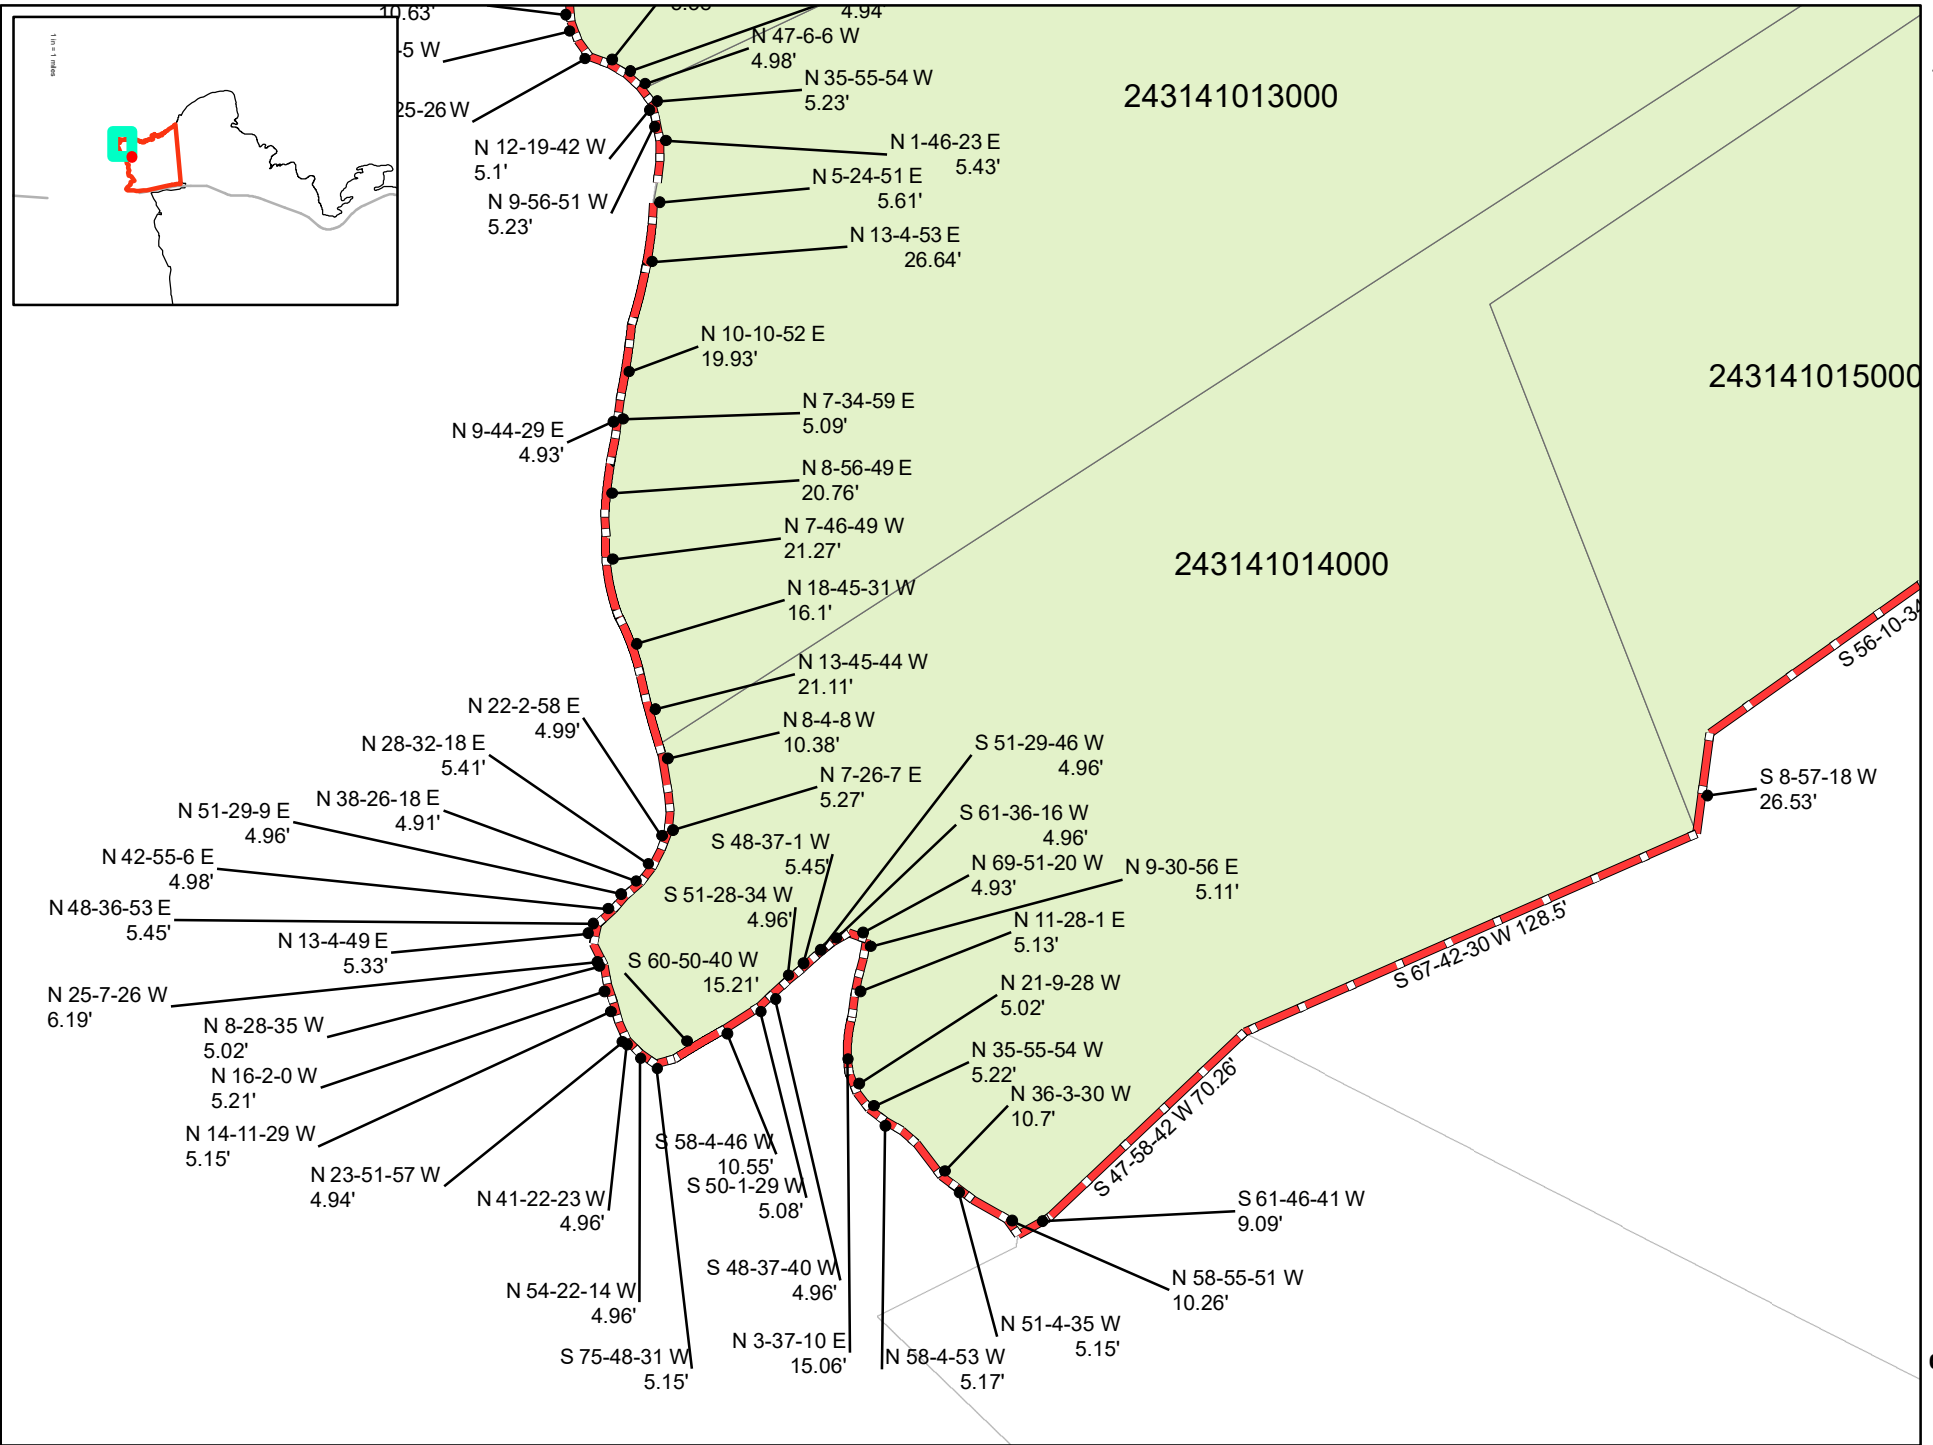 10.63'
4.94'
1 in = 1 miles
-5 W
N 47-6-6 W
4.98'
N 35-55-54 W
5.23'
243141013000
25-26 W
N 12-19-42 W
5.1'
N 1-46-23 E
5.43'
N 5-24-51 E
5.61'
N 9-56-51 W
5.23'
N 13-4-53 E
26.64'
N 10-10-52 E
19.93'
243141015000
N 7-34-59 E
5.09'
N 9-44-29 E
4.93'
N 8-56-49 E
20.76'
N 7-46-49 W
21.27'
243141014000
N 18-45-31 W
16.1'
S 56-10-34
N 13-45-44 W
21.11'
N 22-2-58 E
4.99'
N 8-4-8 W
10.38'
N 28-32-18 E
5.41'
S 51-29-46 W
4.96'
N 7-26-7 E
5.27'
S 8-57-18 W
26.53'
N 38-26-18 E
4.91'
N 51-29-9 E
4.96'
S 61-36-16 W
4.96'
S 48-37-1 W
5.45'
N 42-55-6 E
4.98'
N 69-51-20 W
4.93'
N 9-30-56 E
5.11'
S 51-28-34 W
4.96'
N 48-36-53 E
5.45'
N 11-28-1 E
5.13'
S 67-42-30 W 128.5'
N 13-4-49 E
5.33'
S 60-50-40 W
15.21'
N 21-9-28 W
5.02'
N 25-7-26 W
6.19'
N 8-28-35 W
5.02'
N 35-55-54 W
5.22'
N 16-2-0 W
5.21'
N 36-3-30 W
10.7'
S 47-58-42 W 70.26'
N 14-11-29 W
5.15'
S 58-4-46 W
10.55'
N 23-51-57 W
4.94'
S 50-1-29 W
5.08'
N 41-22-23 W
4.96'
S 61-46-41 W
9.09'
S 48-37-40 W
4.96'
N 58-55-51 W
10.26'
N 54-22-14 W
4.96'
N 51-4-35 W
5.15'
N 3-37-10 E
15.06'
S 75-48-31 W
5.15'
N 58-4-53 W
5.17'